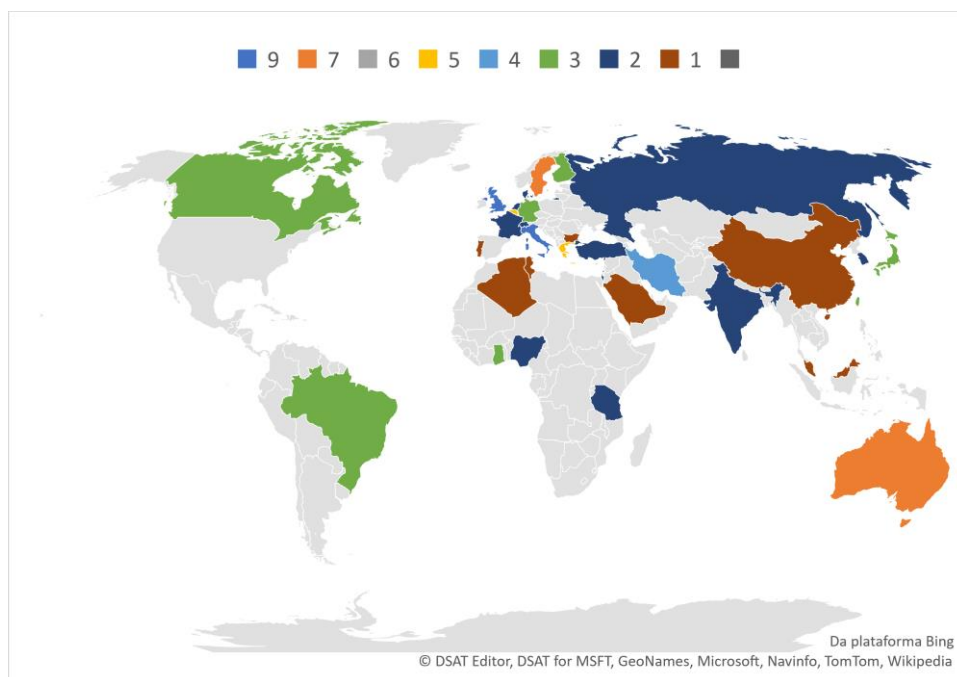 9 7 6 5 4 3 2 1
Da plataforma Bing
© DSAT Editor, DSAT for MSFT, GeoNames, Microsoft, Navinfo, TomTom, Wikipedia